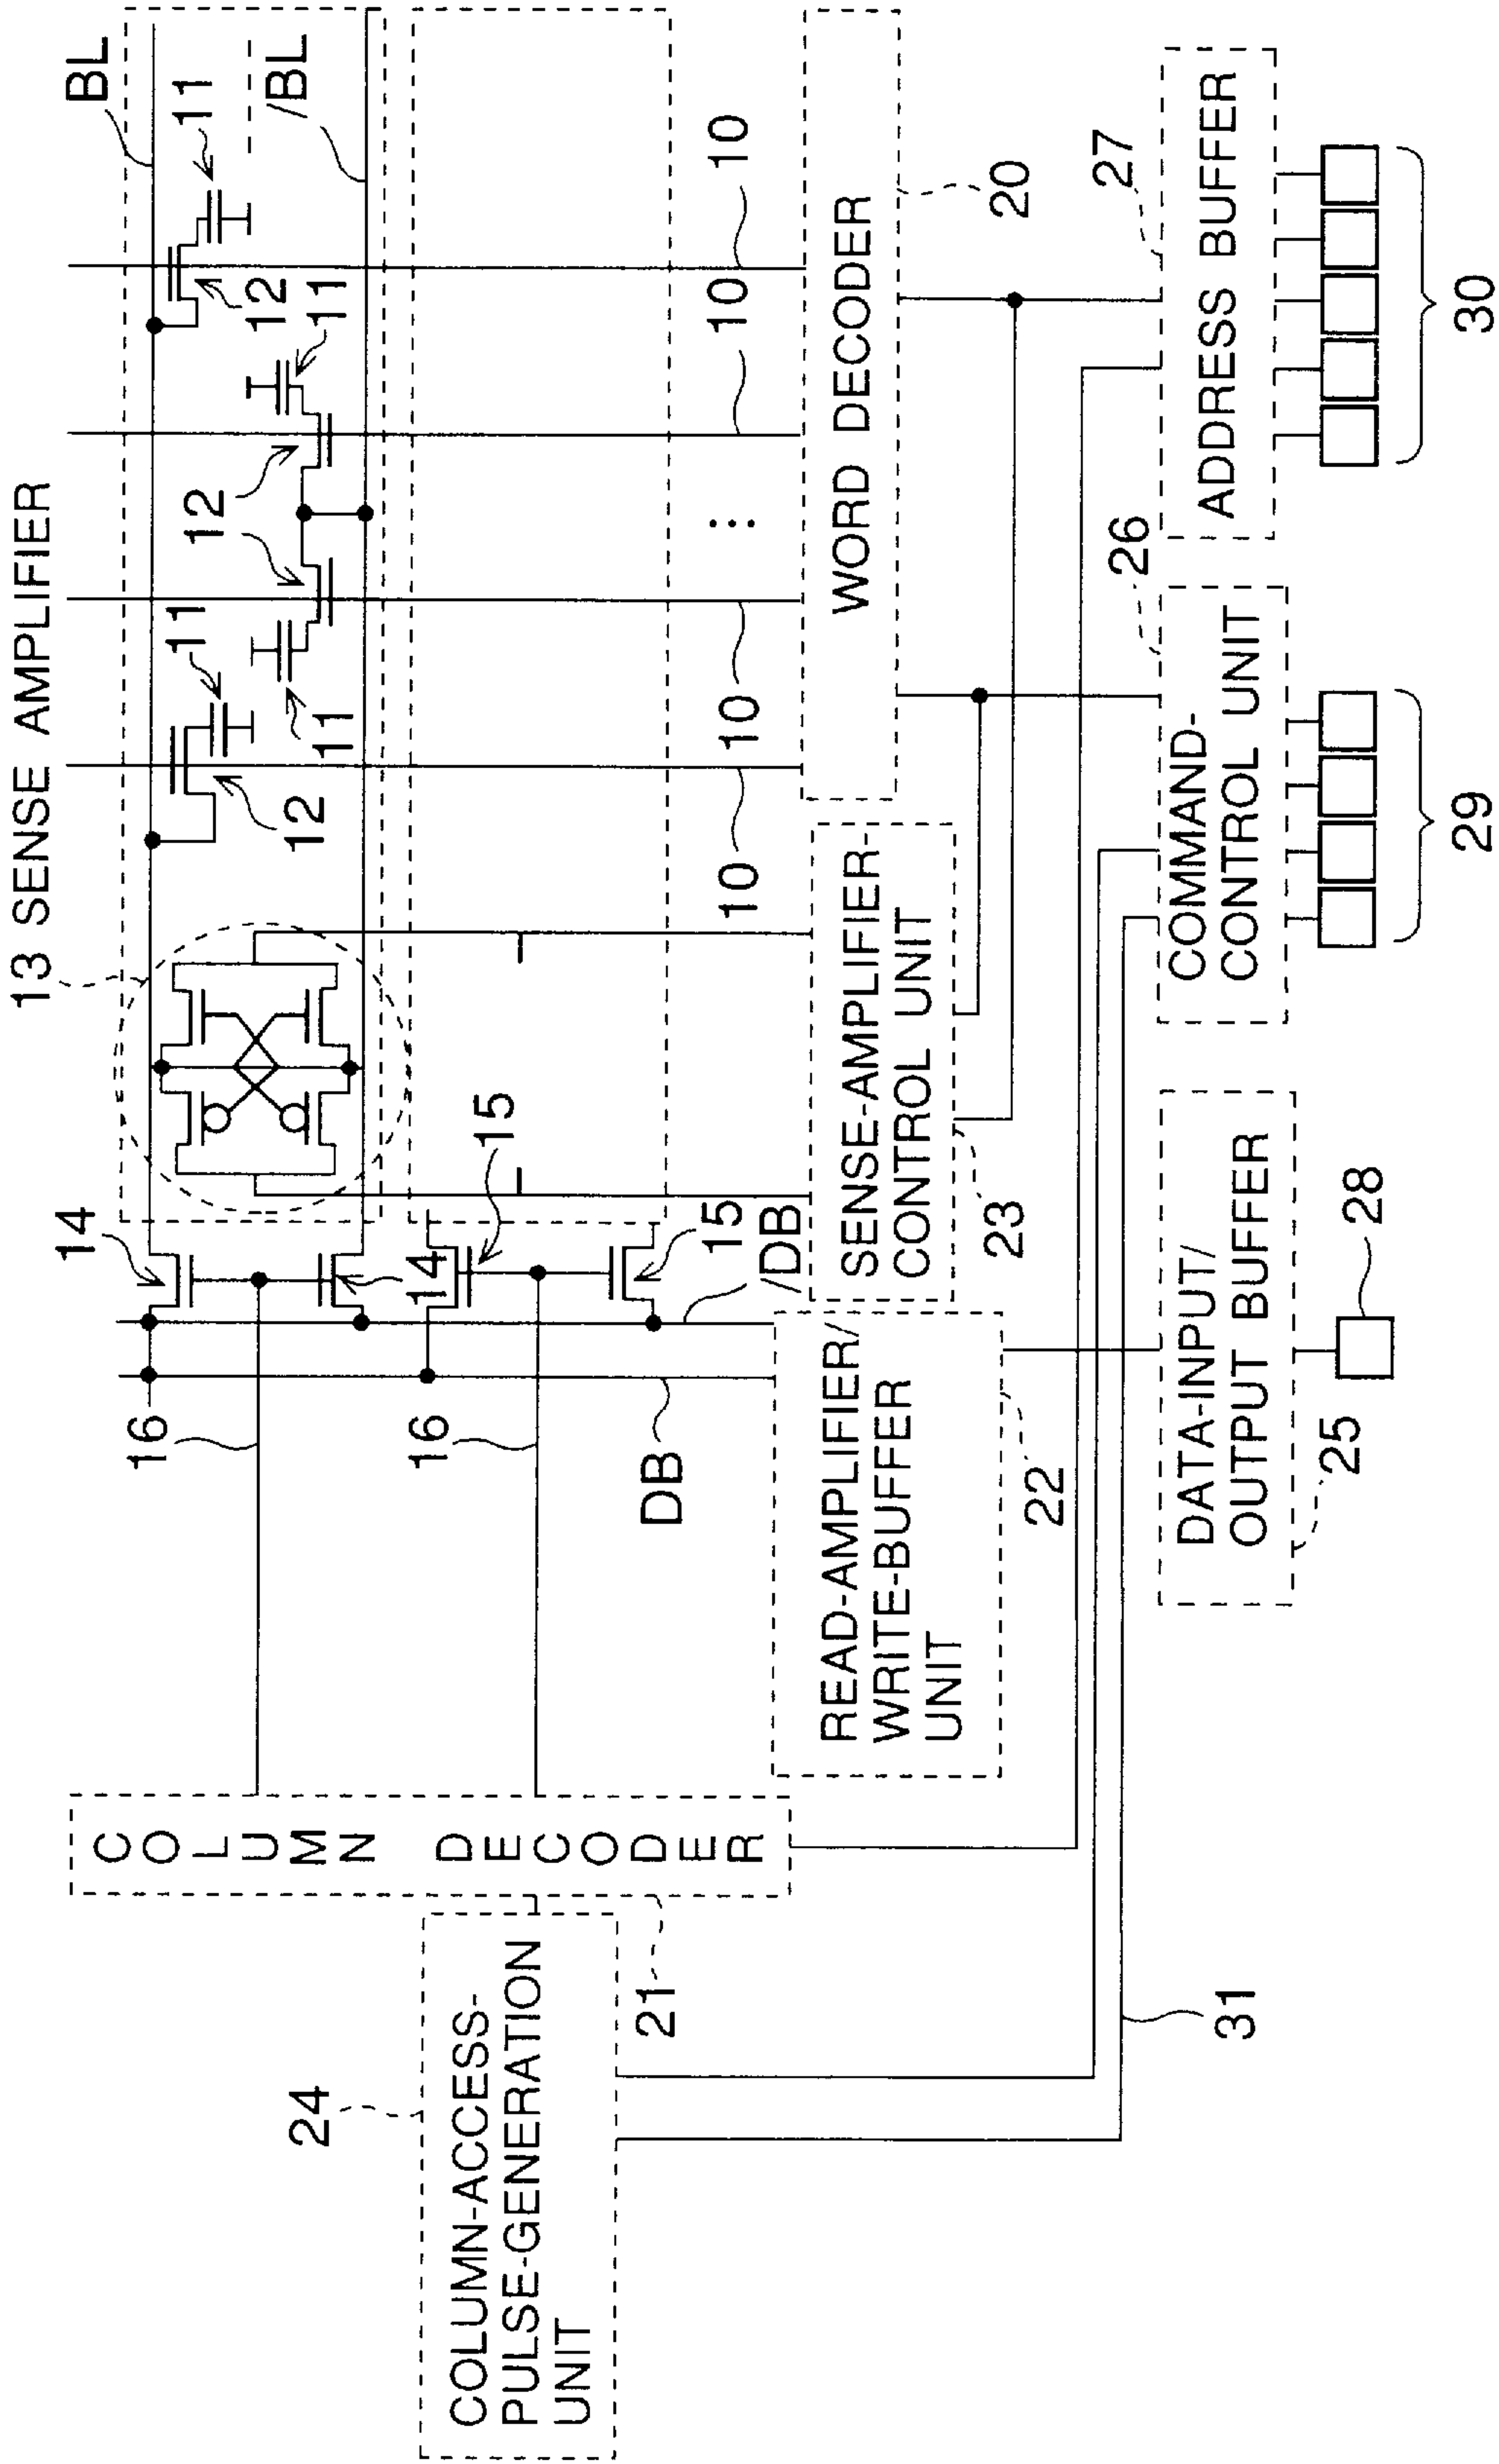 13 SENSE AMPLIFIER
BL
11
/BL
12
11
12
11
11
12
14
14
15
15
16
16
DB
/DB
10
10
10
10
10
COLUMN DECODER
21
24
COLUMN-ACCESS-
PULSE-GENERATION
UNIT
READ-AMPLIFIER/
WRITE-BUFFER
UNIT
22
SENSE-AMPLIFIER-
CONTROL UNIT
23
WORD DECODER
20
31
DATA-INPUT/
OUTPUT BUFFER
25
28
COMMAND-
CONTROL UNIT
26
29
ADDRESS BUFFER
27
30